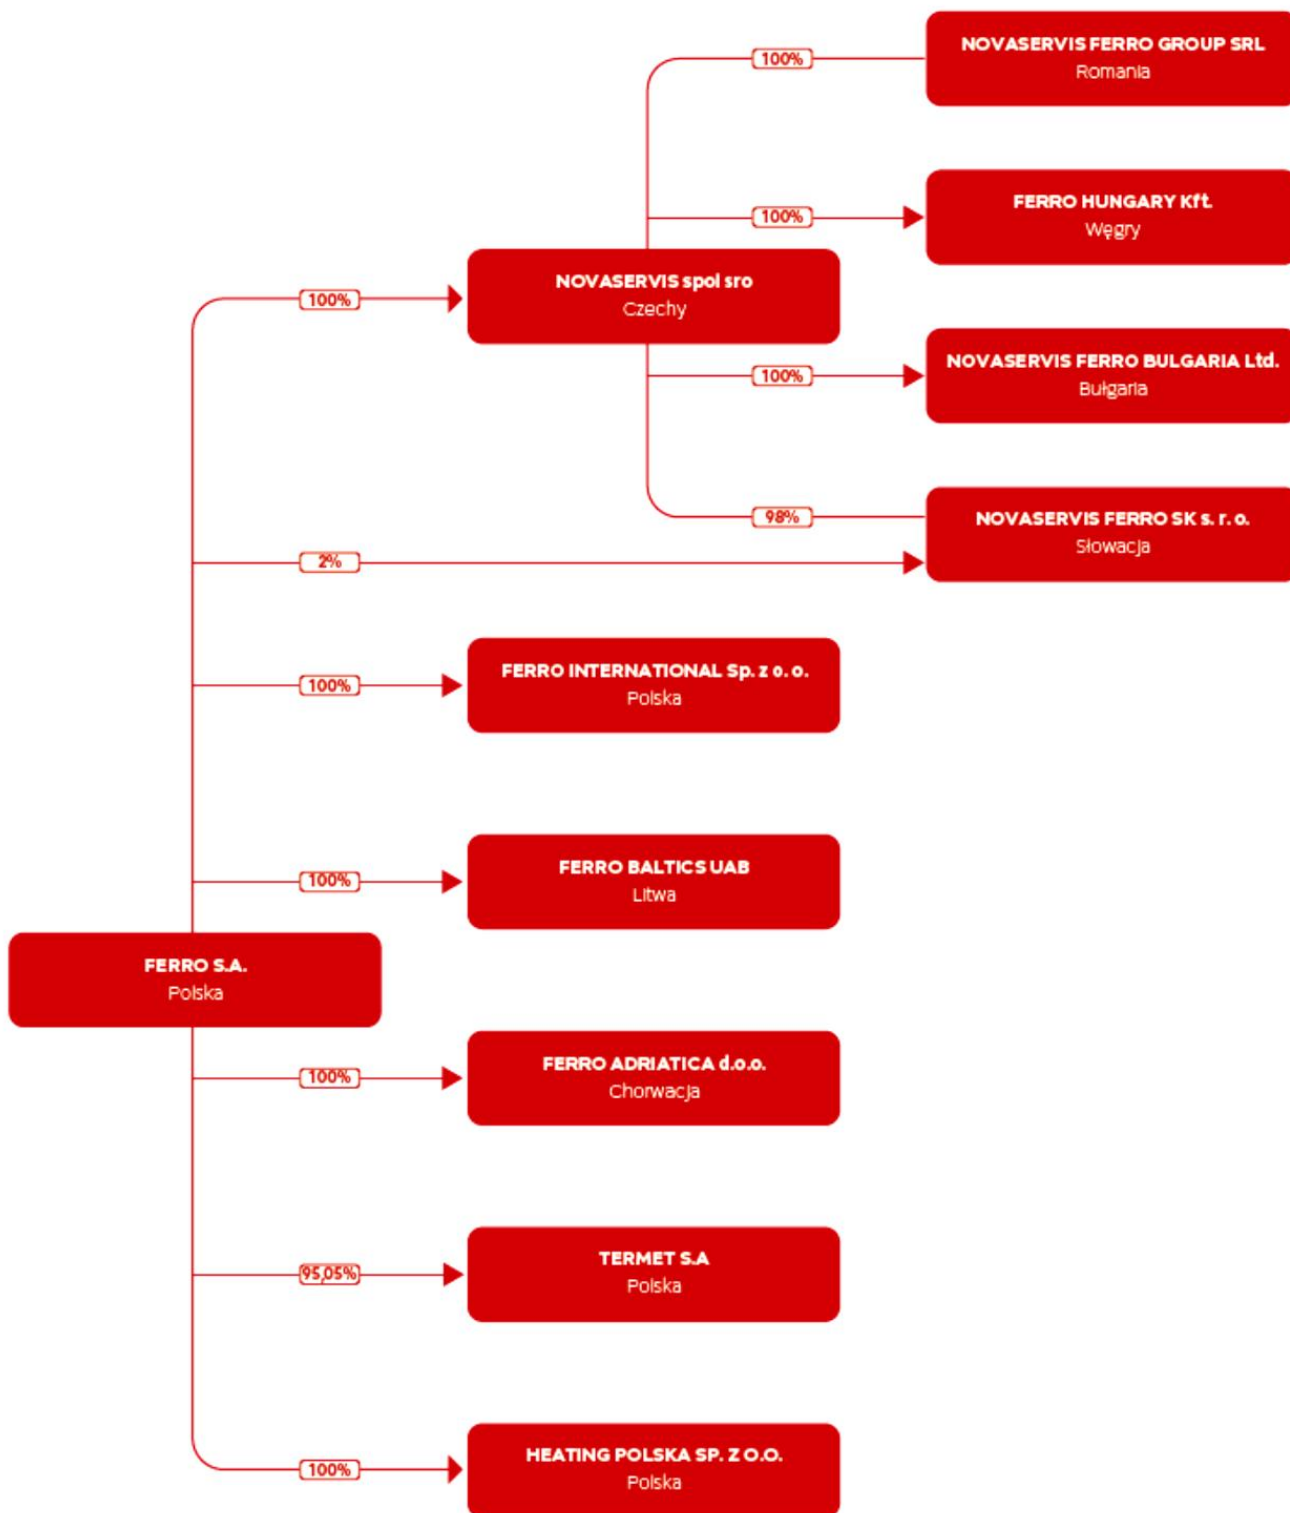 100%
NOVASERVIS FERRO GROUP SRL
Romania
100%
FERRO HUNGARY Kft.
Węgry
100%
NOVASERVIS spol sro
Czechy
100%
NOVASERVIS FERRO BULGARIA Ltd.
Bułgaria
98%
NOVASERVIS FERRO SK s. r. o.
Słowacja
2%
100%
FERRO INTERNATIONAL Sp. z o. o.
Polska
100%
FERRO BALTICS UAB
Litwa
FERRO S.A.
Polska
100%
FERRO ADRIATICA d.o.o.
Chorwacja
95,05%
TERMET S.A
Polska
100%
HEATING POLSKA SP. Z O.O.
Polska